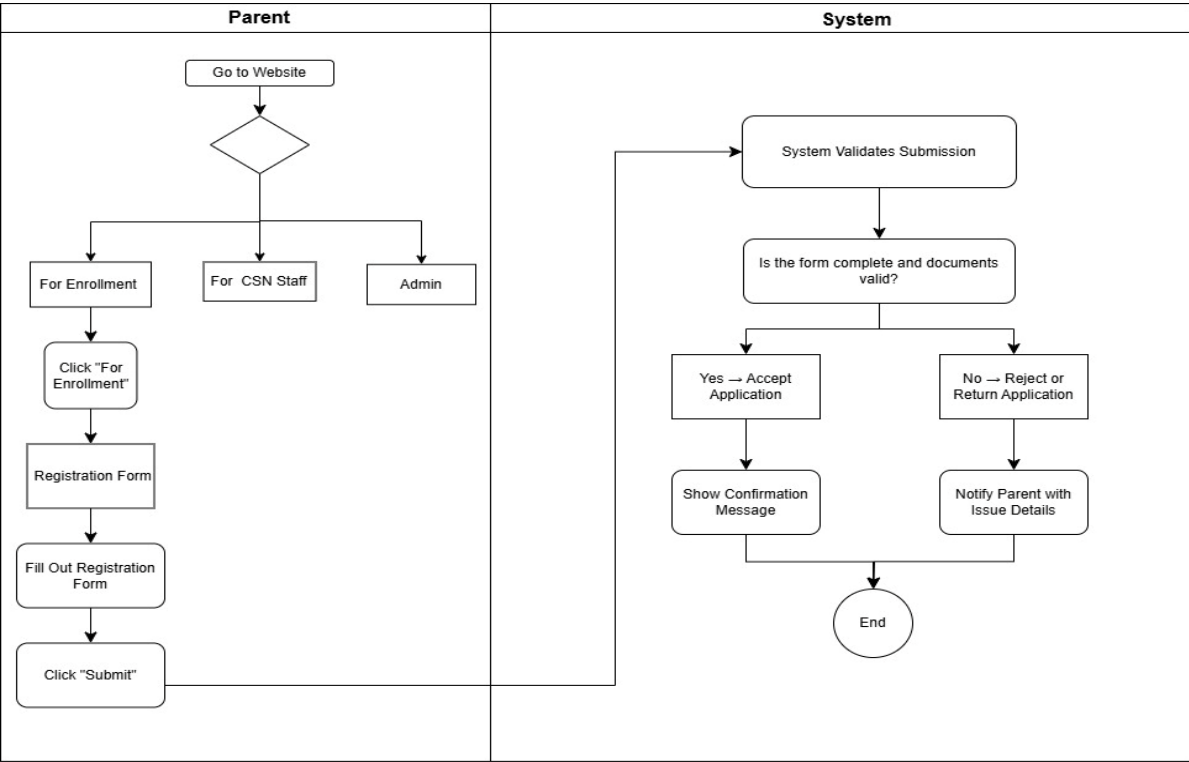 Parent
System
Go to Website
For Enrollment
For CSN Staff
Admin
Click "For
Enrollment"
Registration Form
Fill Out Registration
Form
Click "Submit"
System Validates Submission
Is the form complete and documents
valid?
Yes → Accept
Application
No → Reject or
Return Application
Show Confirmation
Message
Notify Parent with
Issue Details
End